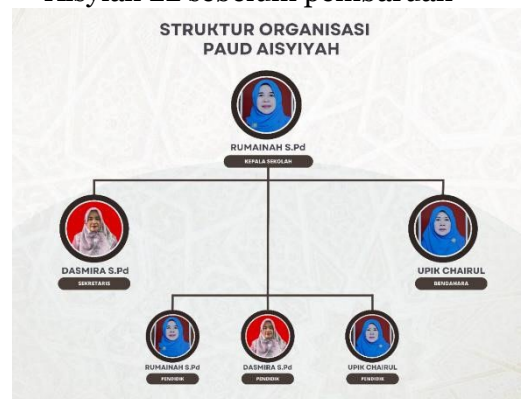 Aisyiah 22 sebelum pembaruan
STRUKTUR ORGANISASI
PAUD AISYIYAH
RUMAINAH S.Pd
KEPALA SEKOLAH
DASMIRA S.Pd
SEKRETARIS
UPIK CHAIRUL
BENDAHARA
RUMAINAH S.Pd
PENDIDIK
DASMIRA S.Pd
PENDIDIK
UPIK CHAIRUL
PENDIDIK